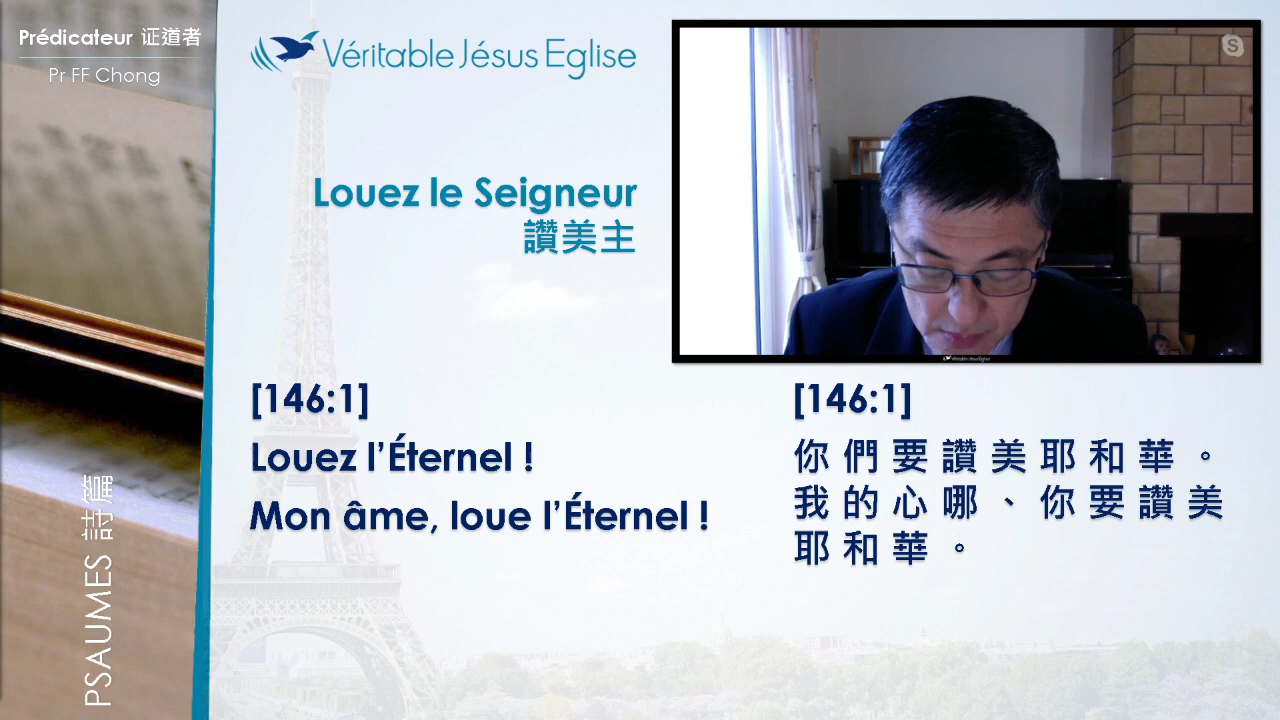 Prédicateur 证道者
Pr FF Chong
Véritable Jésus Eglise
Louez le Seigneur
讚美主
[146:1]
Louez l’Éternel !
Mon âme, loue l’Éternel !
[146:1]
你們要讚美耶和華。
我的心哪、你要讚美
耶和華。
PSAUMES 詩篇